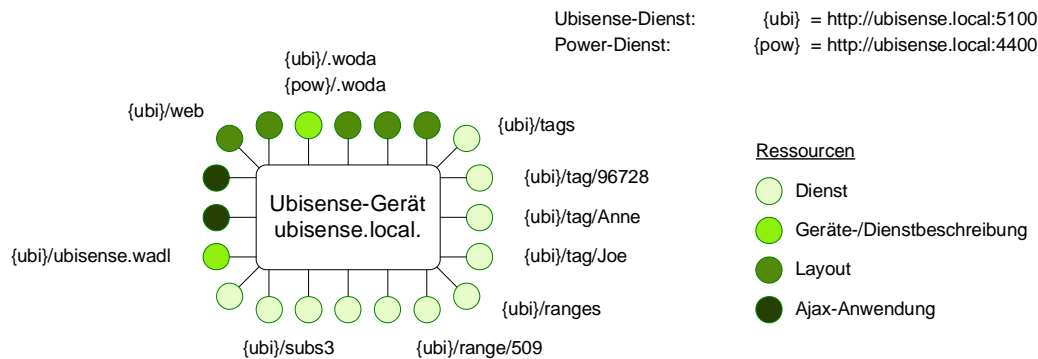 Ubisense-Dienst: {ubi} = http://ubisense.local:5100
Power-Dienst: {pow} = http://ubisense.local:4400
{ubi}/.woda
{pow}/.woda
{ubi}/web
{ubi}/tags
Ressourcen
{ubi}/tag/96728
Dienst
Ubisense-Gerät
ubisense.local.
{ubi}/tag/Anne
Geräte-/Dienstbeschreibung
{ubi}/ubisense.wadl
{ubi}/tag/Joe
Layout
{ubi}/ranges
Ajax-Anwendung
{ubi}/subs3
{ubi}/range/509